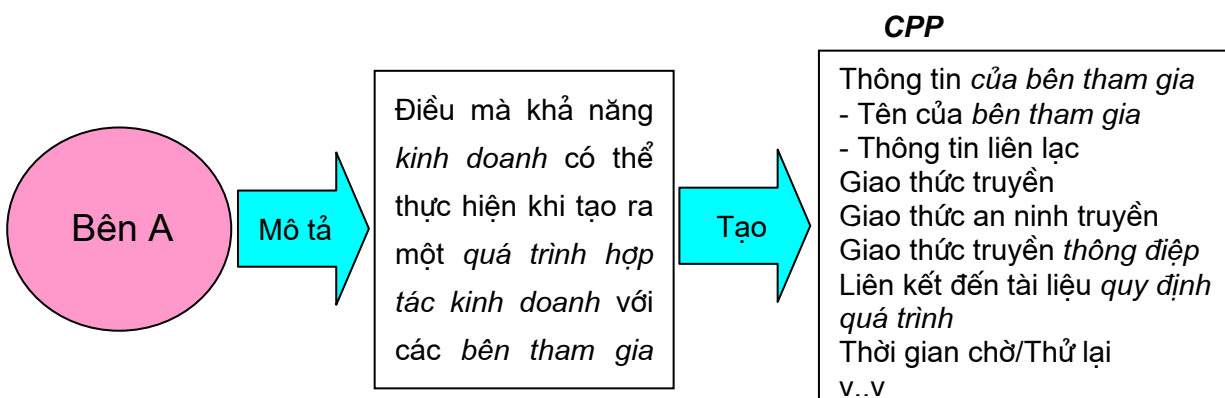 CPP
Bên A
Mô tả
Điều mà khả năng
kinh doanh có thể
thực hiện khi tạo ra
một quá trình hợp
tác kinh doanh với
các bên tham gia
Tạo
Thông tin của bên tham gia
- Tên của bên tham gia
- Thông tin liên lạc
Giao thức truyền
Giao thức an ninh truyền
Giao thức truyền thông điệp
Liên kết đến tài liệu quy định
quá trình
Thời gian chờ/Thử lại
v..v